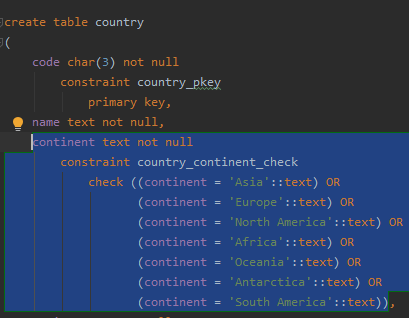 create table country
(
code char(3) not null
constraint country_pkey
primary key,
name text not null,
continent text not null
constraint country_continent_check
check ((continent = 'Asia'::text) OR
(continent = 'Europe'::text) OR
(continent = 'North America'::text) OR
(continent = 'Africa'::text) OR
(continent = 'Oceania'::text) OR
(continent = 'Antarctica'::text) OR
(continent = 'South America'::text)),